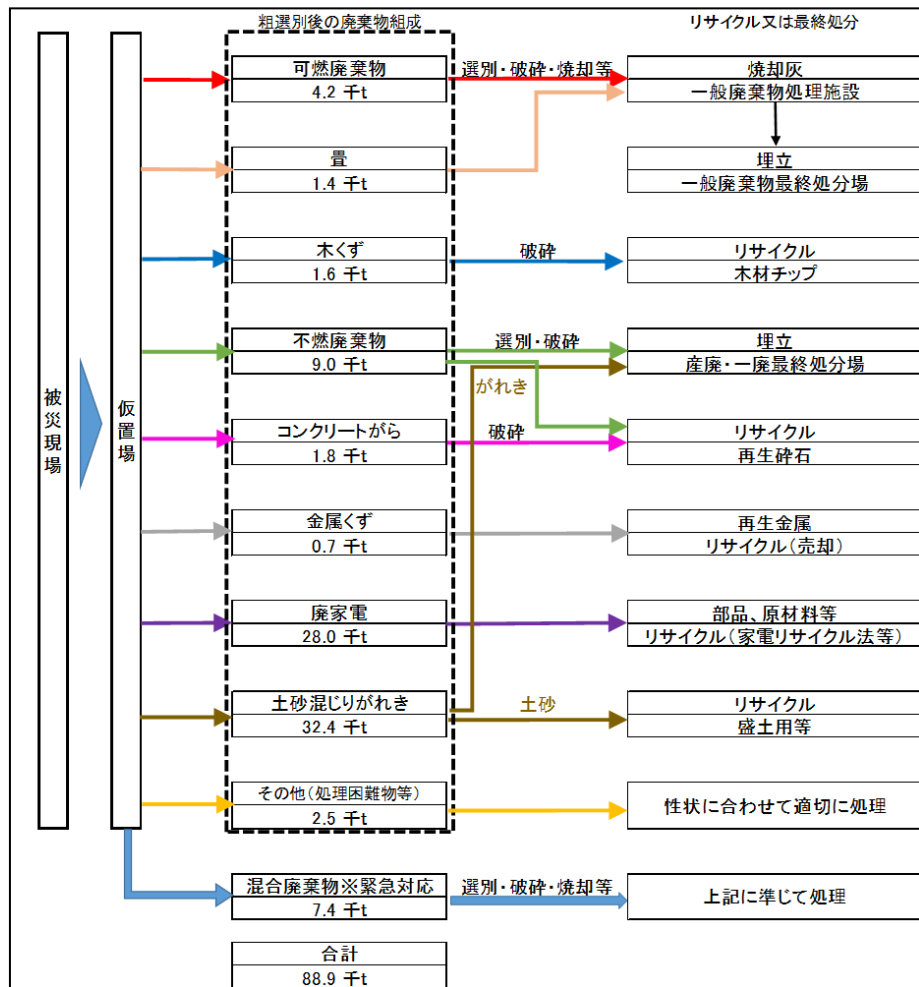 粗選別後の廃棄物組成
リサイクル又は最終処分
被災現場
仮置場
可燃廃棄物
4.2 千t
選別・破砕・焼却等
焼却灰
一般廃棄物処理施設
畳
1.4 千t
埋立
一般廃棄物最終処分場
木くず
1.6 千t
破砕
リサイクル
木材チップ
不燃廃棄物
9.0 千t
選別・破砕
がれき
埋立
産廃・一廃最終処分場
コンクリートがら
1.8 千t
破砕
リサイクル
再生砕石
金属くず
0.7 千t
再生金属
リサイクル(売却)
廃家電
28.0 千t
部品、原材料等
リサイクル(家電リサイクル法等)
土砂混じりがれき
32.4 千t
土砂
リサイクル
盛土用等
その他(処理困難物等)
2.5 千t
性状に合わせて適切に処理
混合廃棄物※緊急対応
7.4 千t
選別・破砕・焼却等
上記に準じて処理
合計
88.9 千t